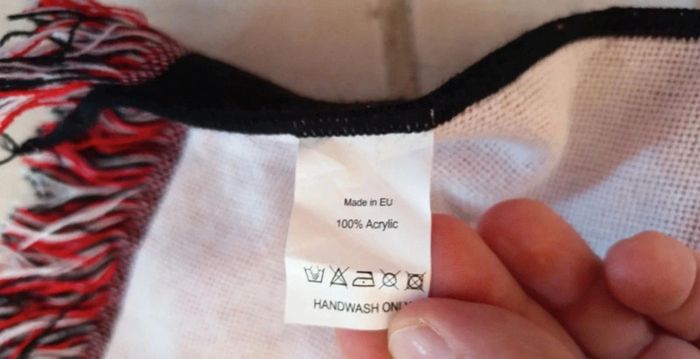 Made in EU
100% Acrylic
HANDWASH ONLY